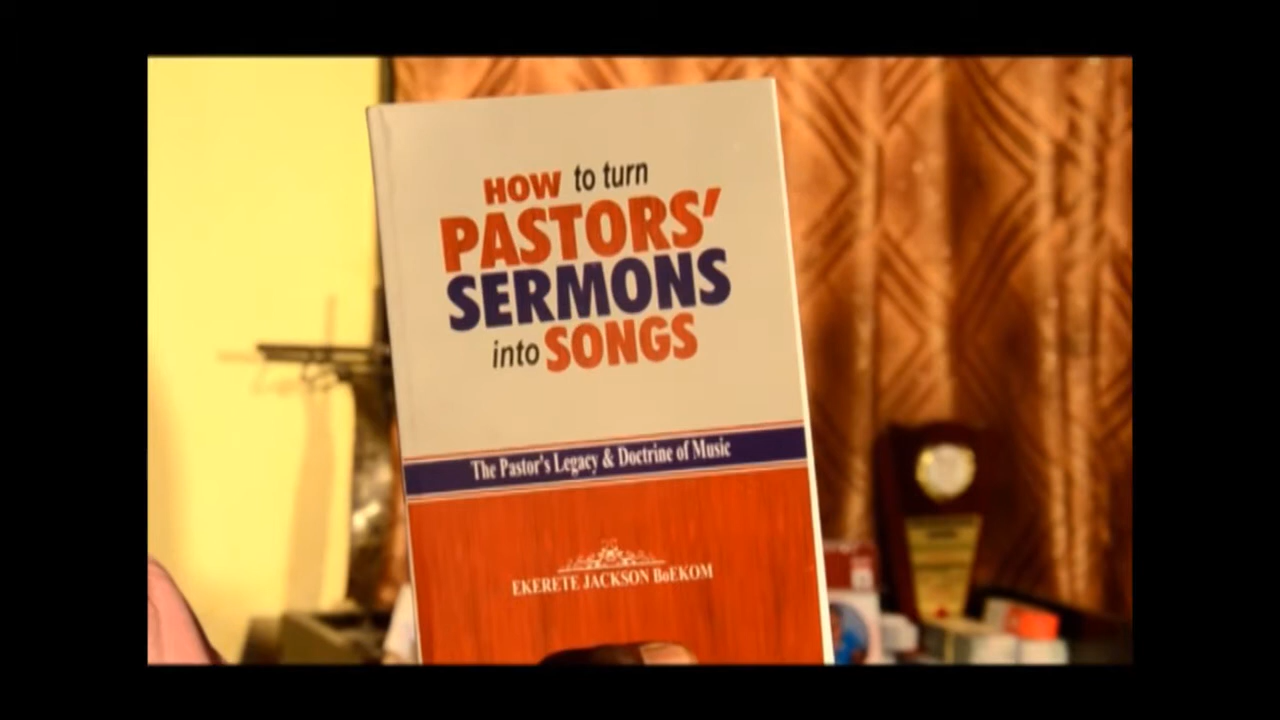 HOW to turn
PASTORS'
SERMONS
into SONGS
The Pastor's Legacy & Doctrine of Music
EKERETE JACKSON BoEKOM